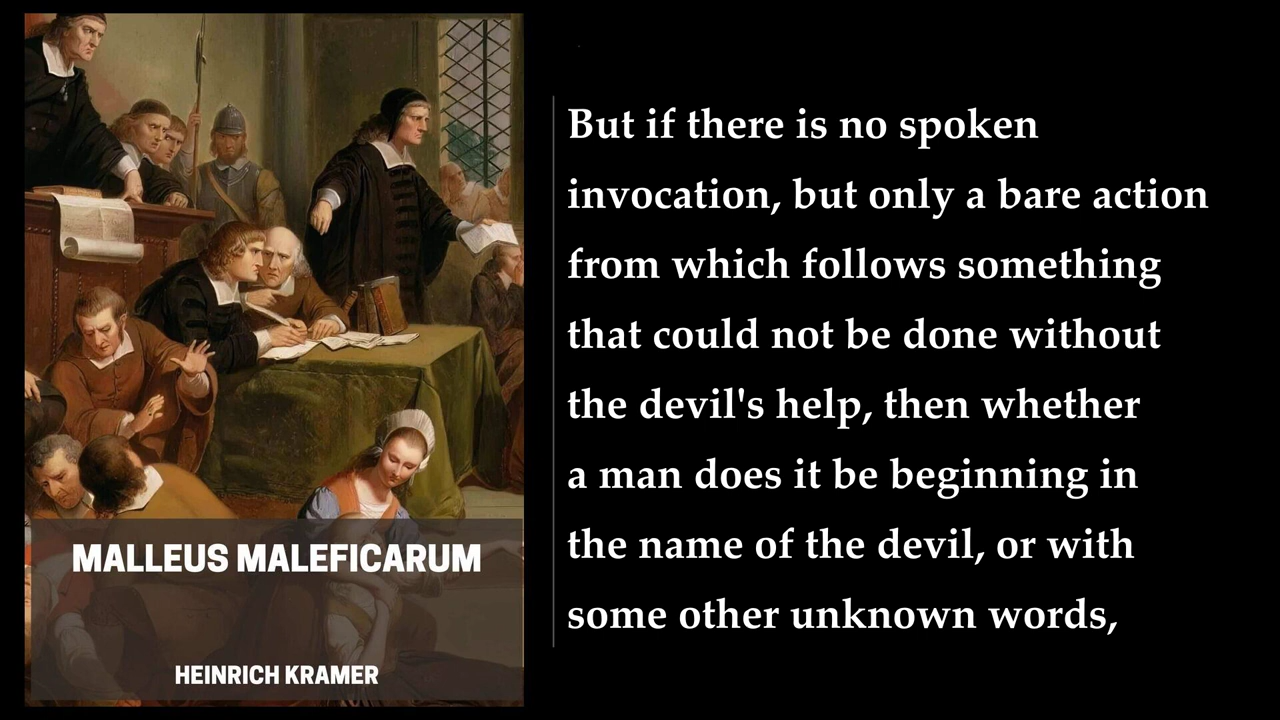 MALLEUS MALEFICARUM
HEINRICH KRAMER
But if there is no spoken
invocation, but only a bare action
from which follows something
that could not be done without
the devil's help, then whether
a man does it be beginning in
the name of the devil, or with
some other unknown words,